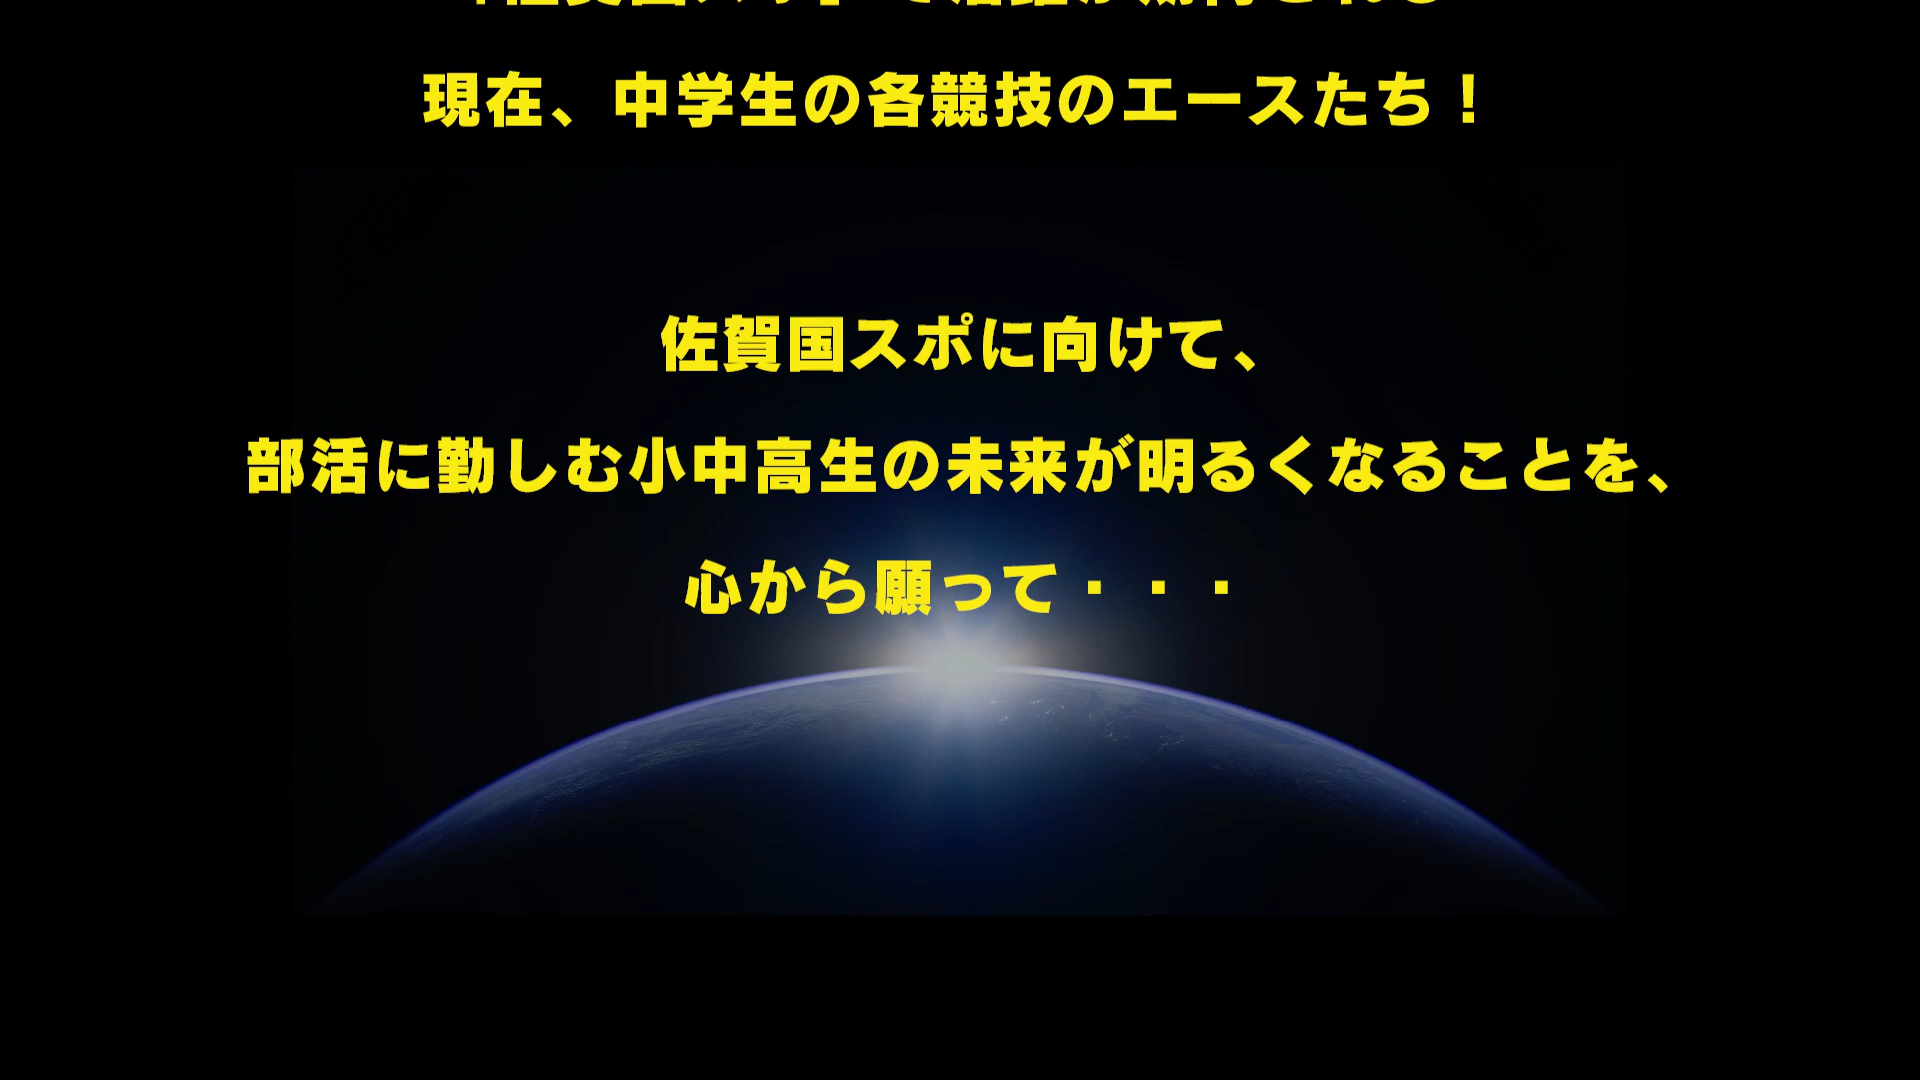 現在、中学生の各競技のエースたち！
佐賀国スポに向けて、
部活に勤しむ小中高生の未来が明るくなることを、
心から願って・・・